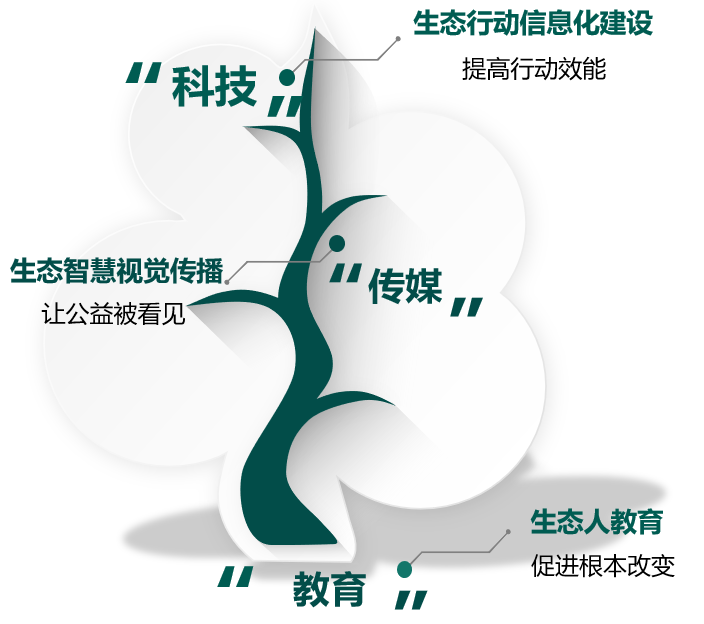 生态行动信息化建设
提高行动效能
“科技”
生态智慧视觉传播
让公益被看见
“传媒”
生态人教育
促进根本改变
“教育”